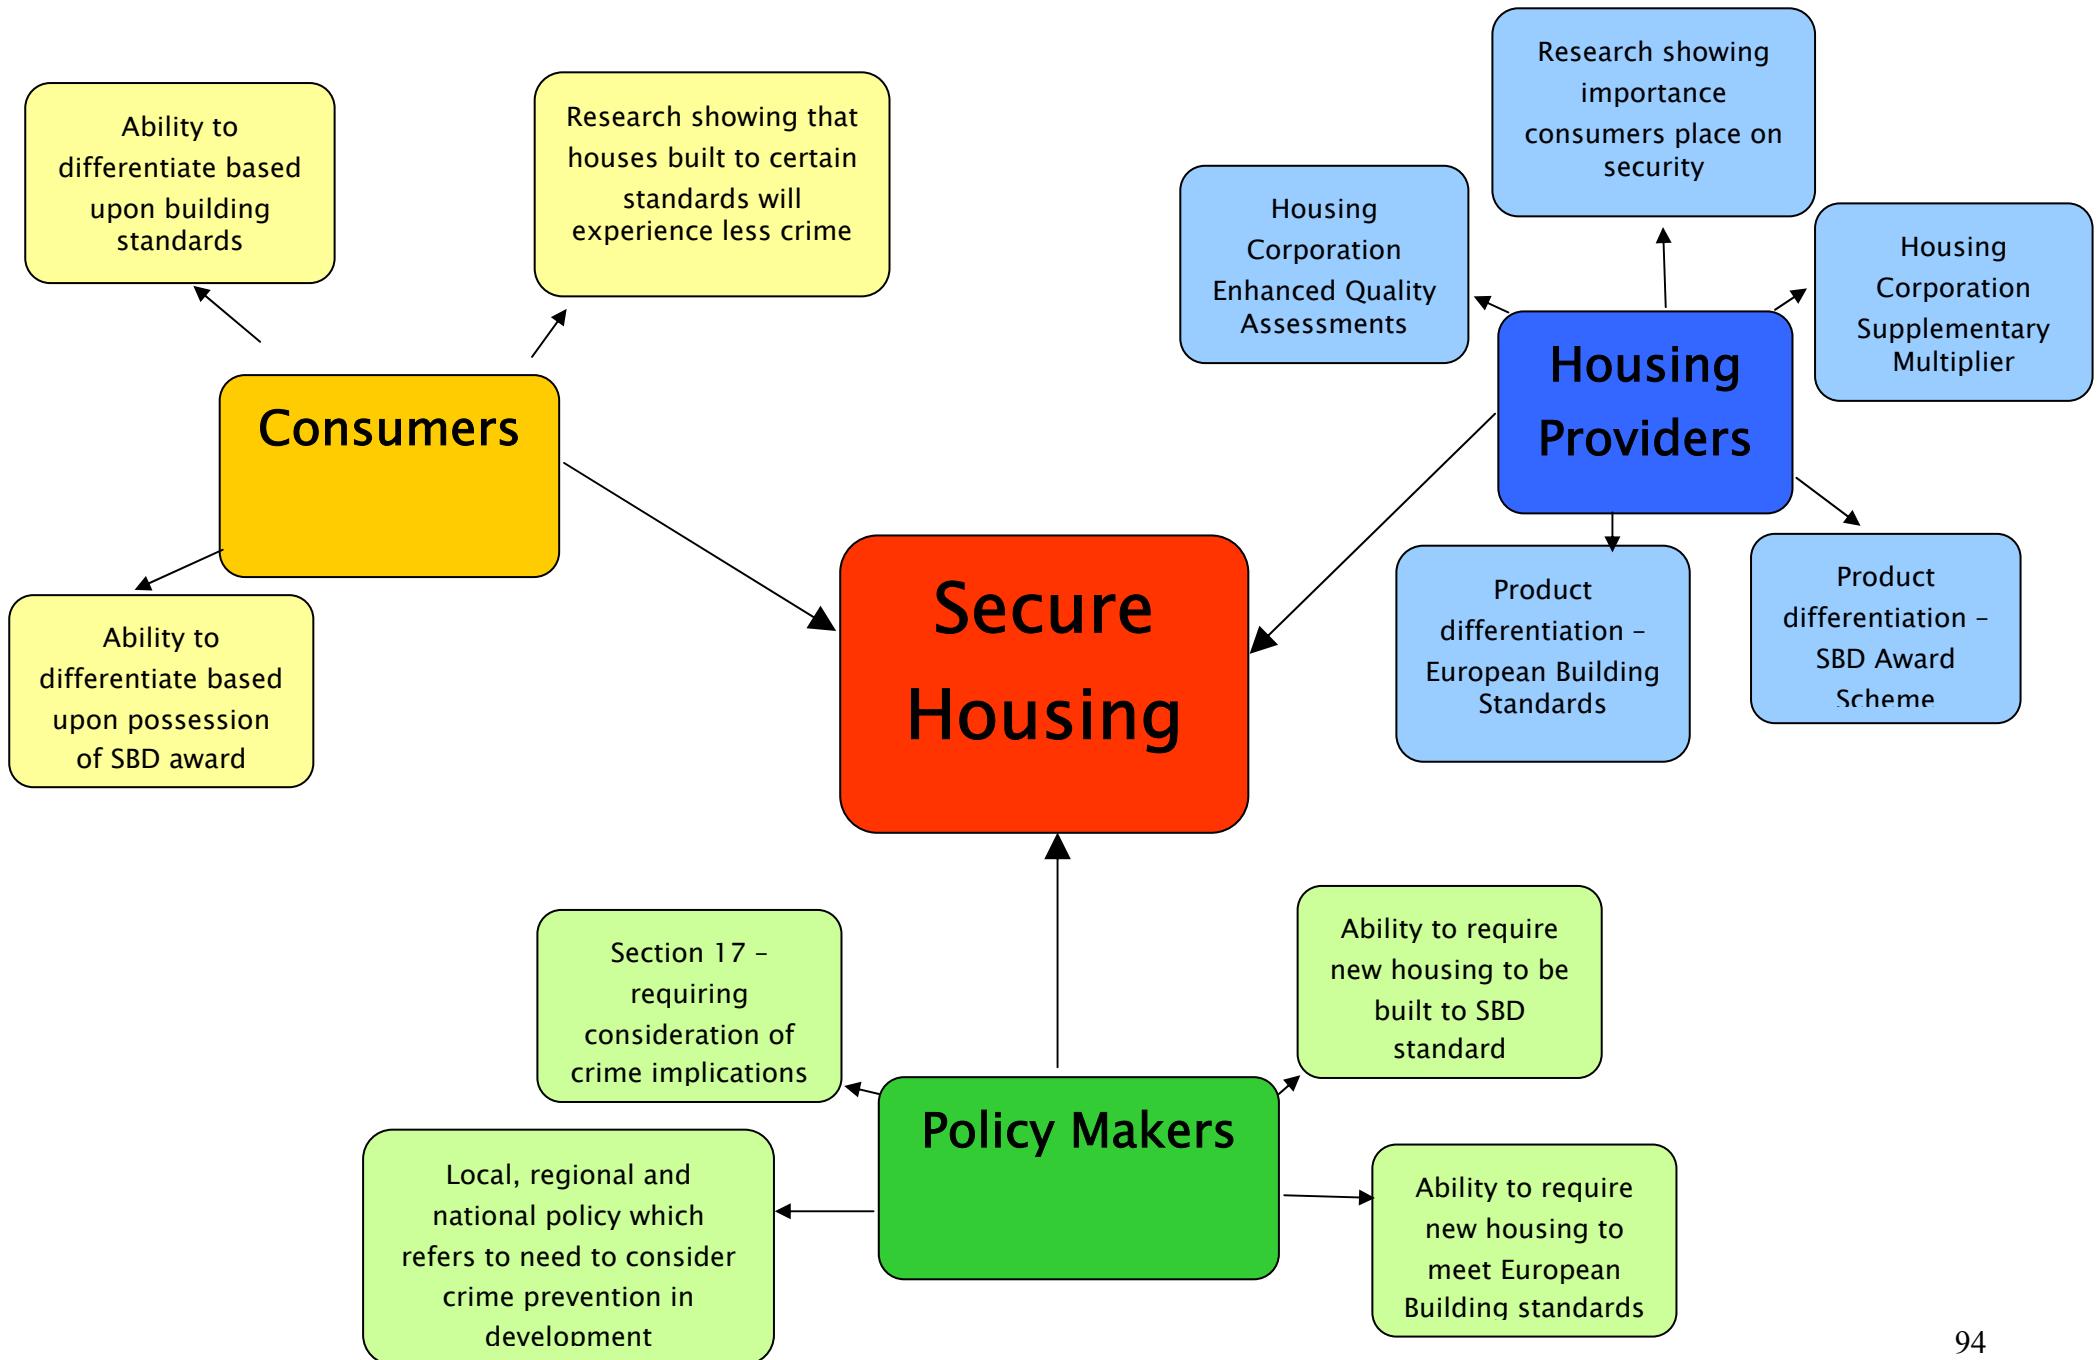 Ability to
differentiate based
upon building
standards
Research showing that
houses built to certain
standards will
experience less crime
Research showing
importance
consumers place on
security
Housing
Corporation
Enhanced Quality
Assessments
Housing
Corporation
Supplementary
Multiplier
Consumers
Housing
Providers
Secure
Housing
Ability to
differentiate based
upon possession
of SBD award
Product
differentiation –
European Building
Standards
Product
differentiation –
SBD Award
Scheme
Section 17 –
requiring
consideration of
crime implications
Ability to require
new housing to be
built to SBD
standard
Policy Makers
Local, regional and
national policy which
refers to need to consider
crime prevention in
development
Ability to require
new housing to
meet European
Building standards
94